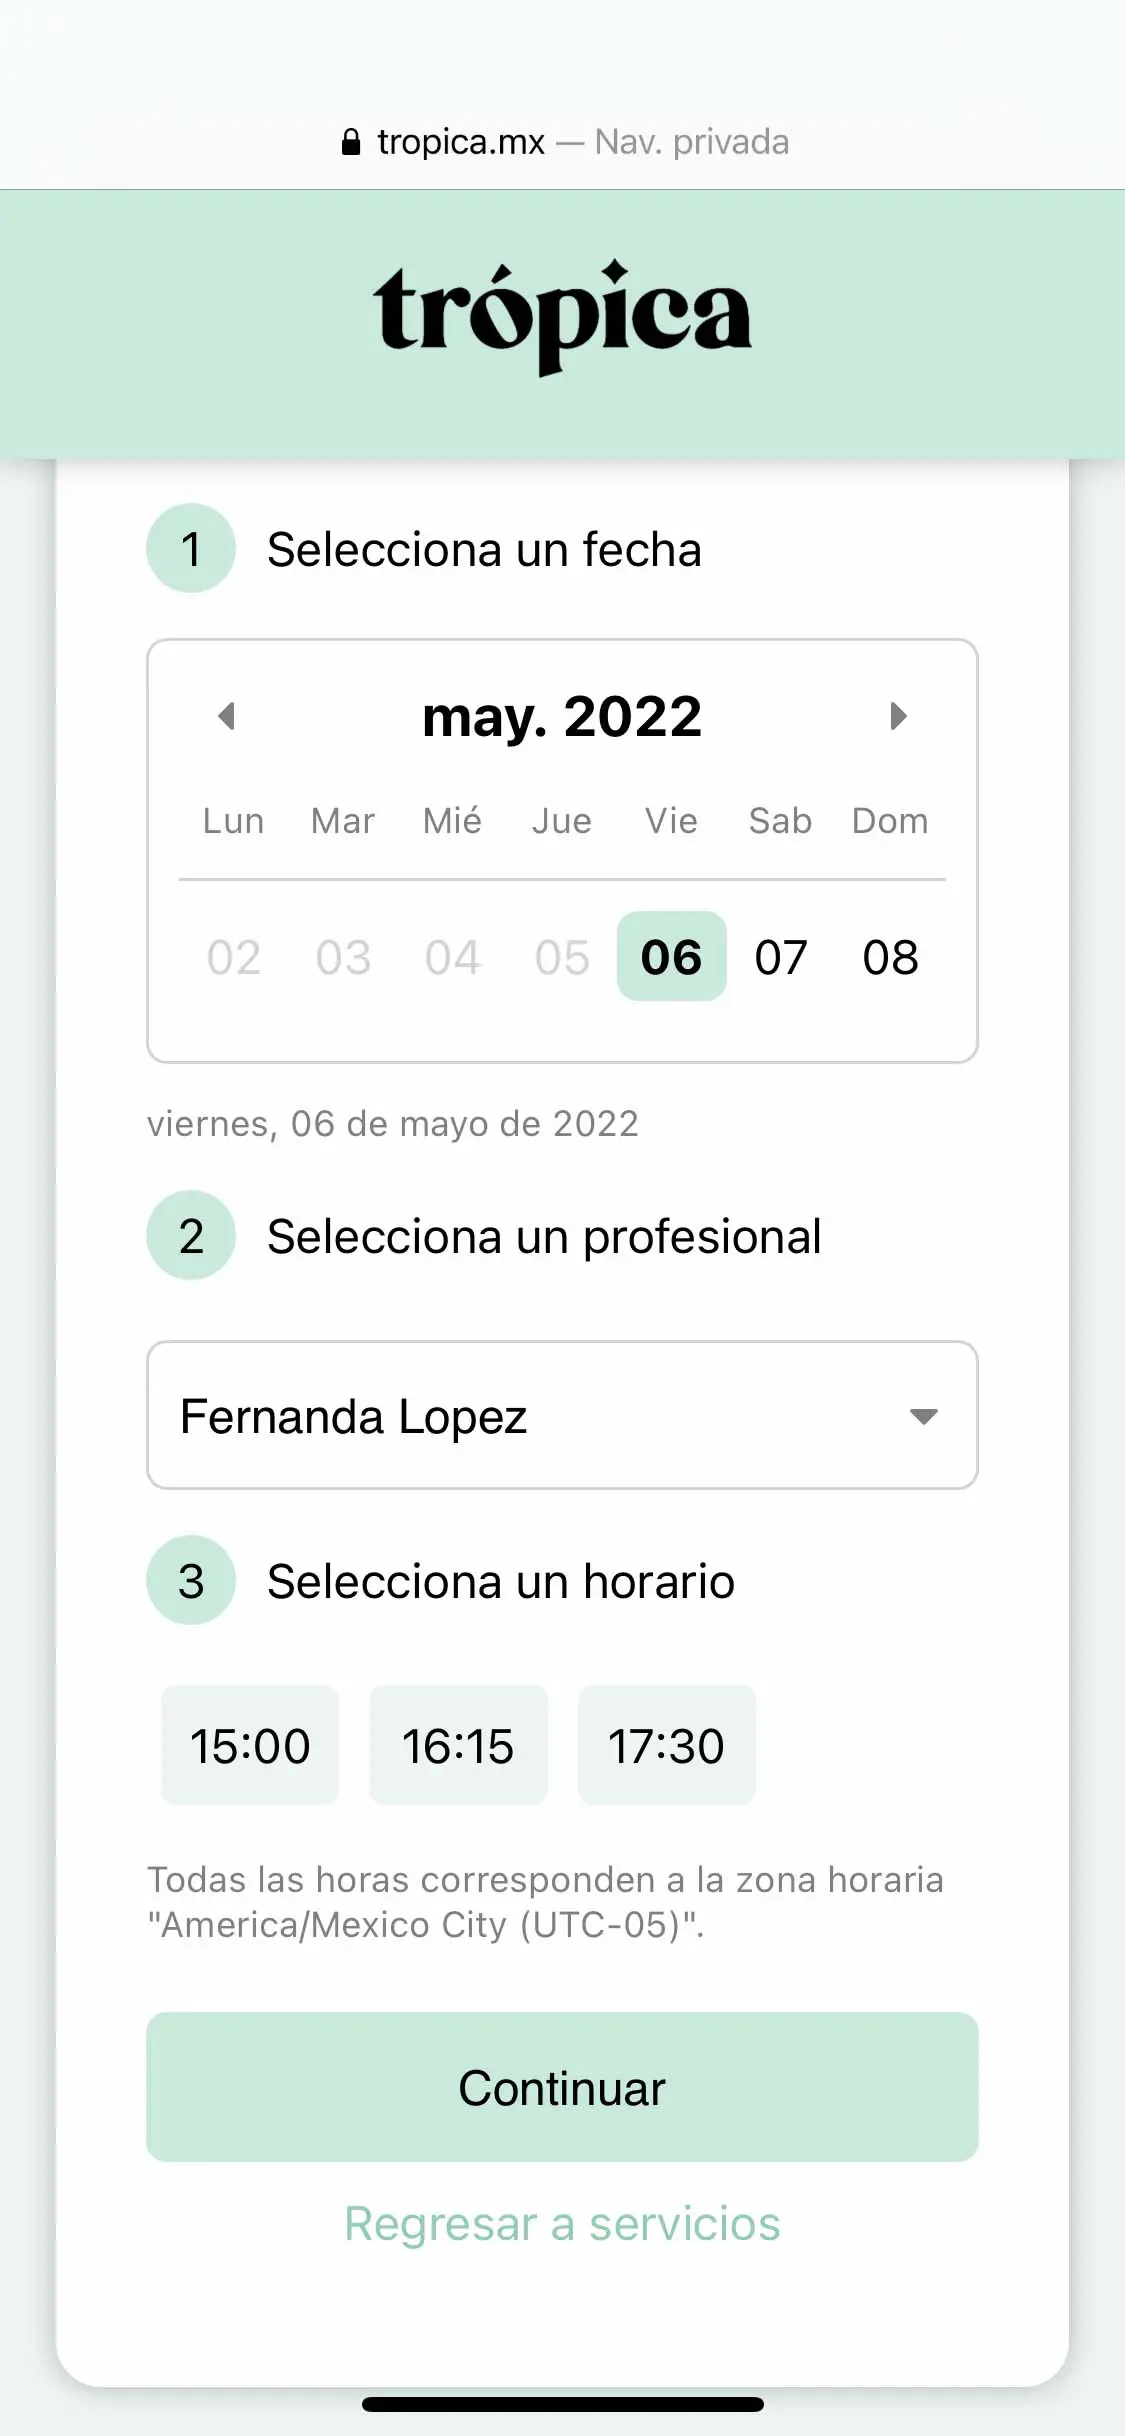 tropica.mx — Nav. privada
trópica
1 Selecciona un fecha
may. 2022
Lun Mar Mié Jue Vie Sab Dom
02 03 04 05 06 07 08
viernes, 06 de mayo de 2022
2 Selecciona un profesional
Fernanda Lopez
3 Selecciona un horario
15:00 16:15 17:30
Todas las horas corresponden a la zona horaria
"America/Mexico City (UTC-05)".
Continuar
Regresar a servicios